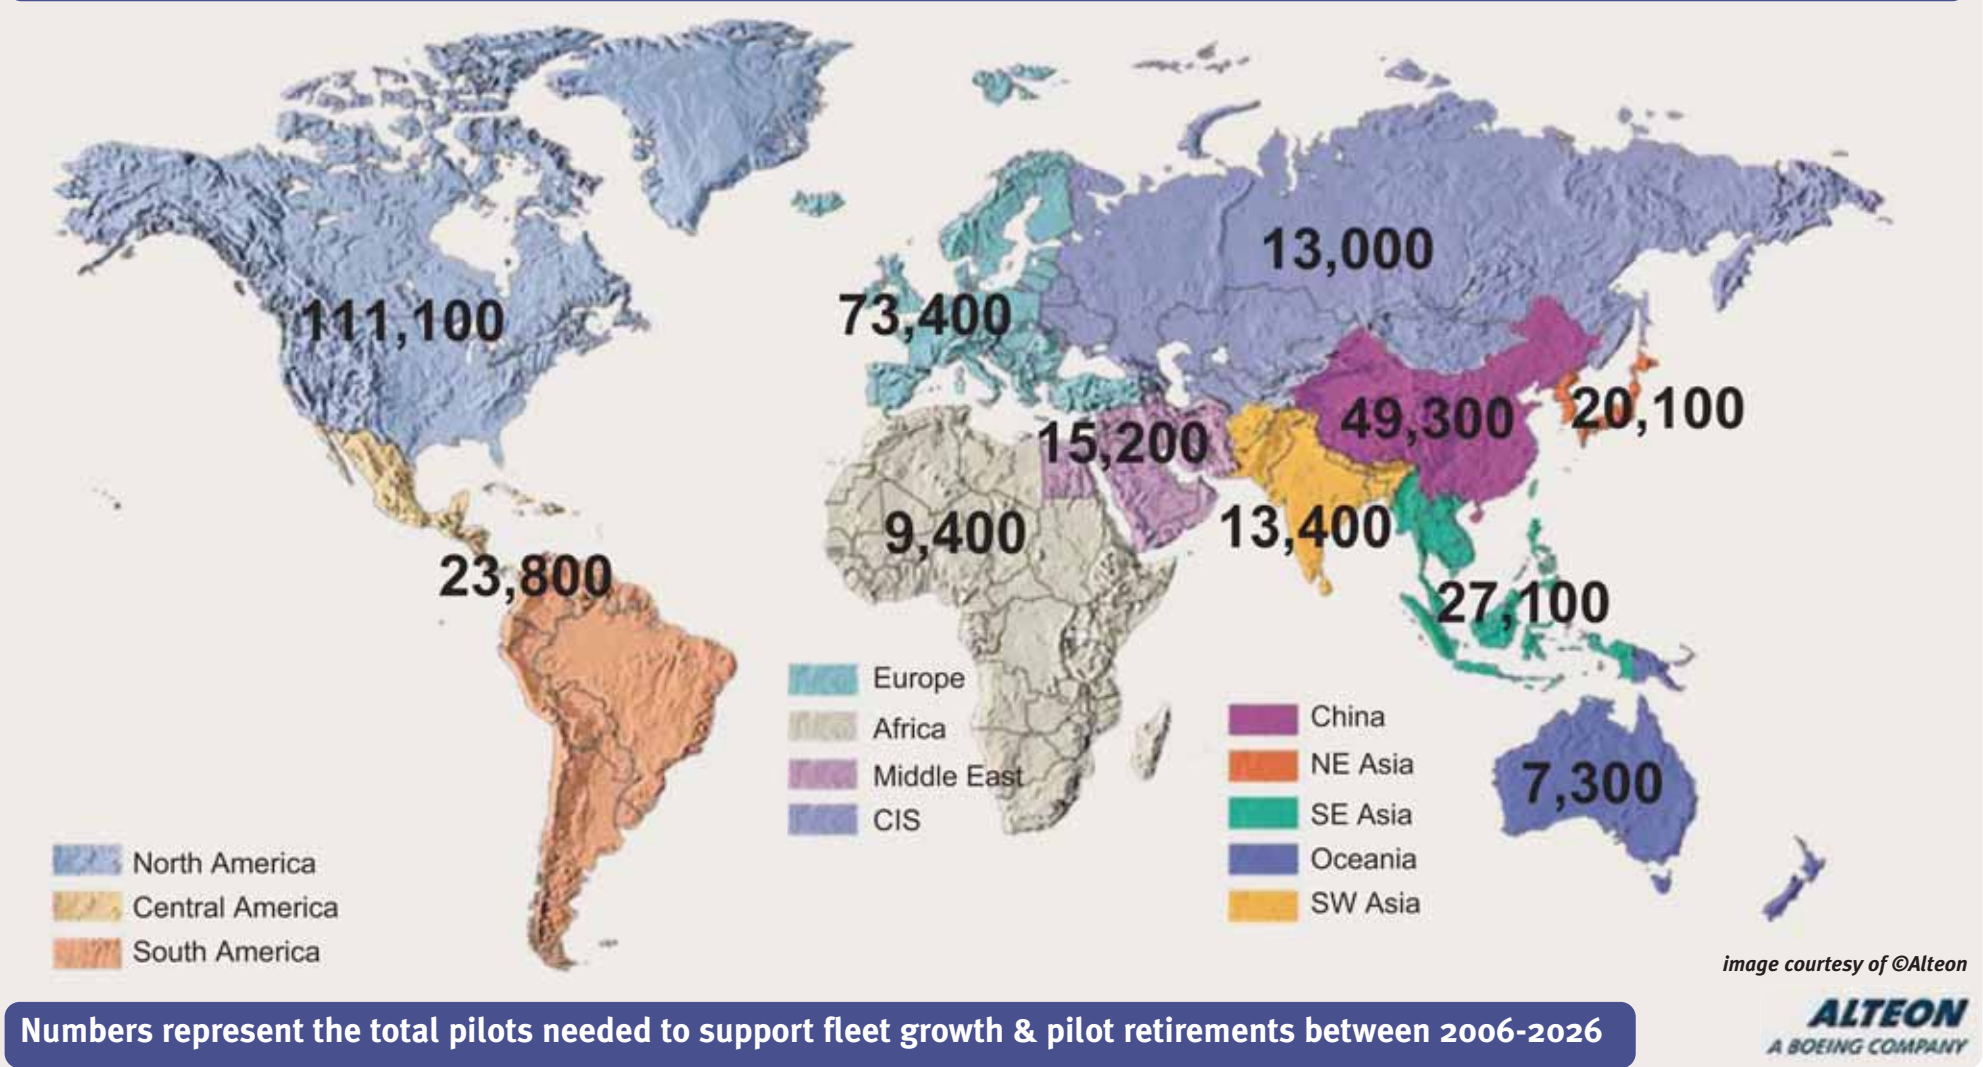 111,100
73,400
13,000
49,300
20,100
15,200
9,400
13,400
23,800
27,100
7,300
Europe
Africa
Middle East
CIS
China
NE Asia
SE Asia
Oceania
SW Asia
North America
Central America
South America
image courtesy of ©Alteon
Numbers represent the total pilots needed to support fleet growth & pilot retirements between 2006-2026
ALTEON
A BOEING COMPANY